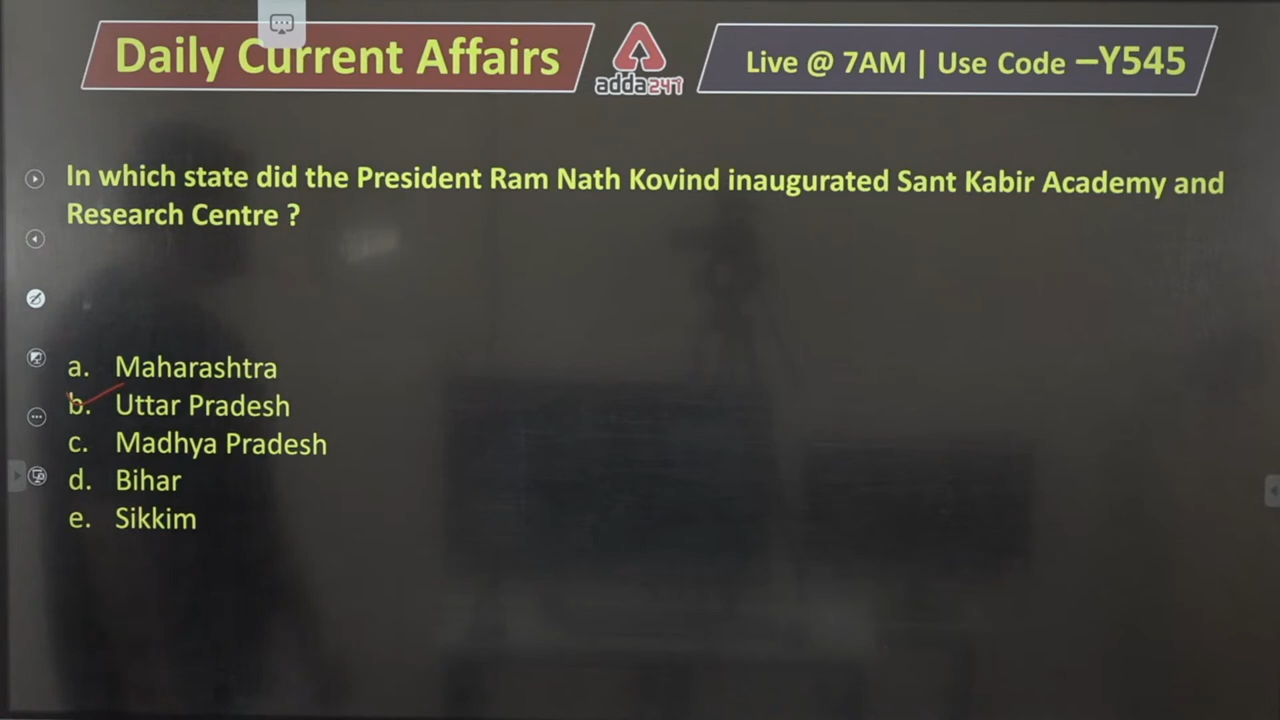 Daily Current Affairs
adda247
Live @ 7AM | Use Code –Y545
In which state did the President Ram Nath Kovind inaugurated Sant Kabir Academy and
Research Centre ?
a. Maharashtra
b. Uttar Pradesh
c. Madhya Pradesh
d. Bihar
e. Sikkim